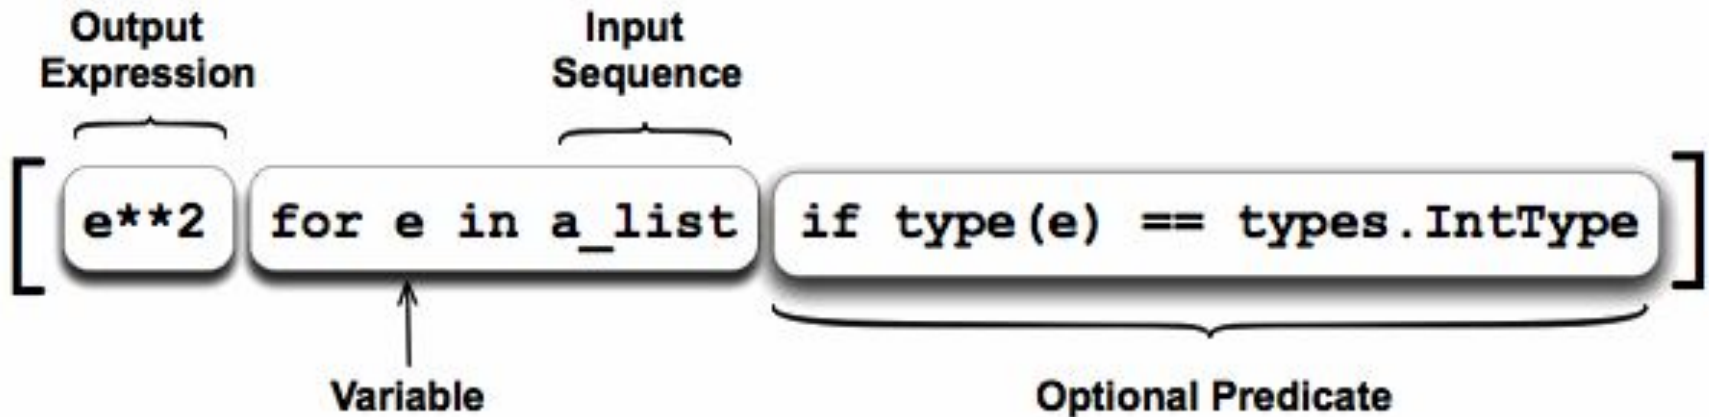 Output
Expression
Input
Sequence
[ e**2 for e in a_list if type(e) == types.IntType ]
Variable
Optional Predicate